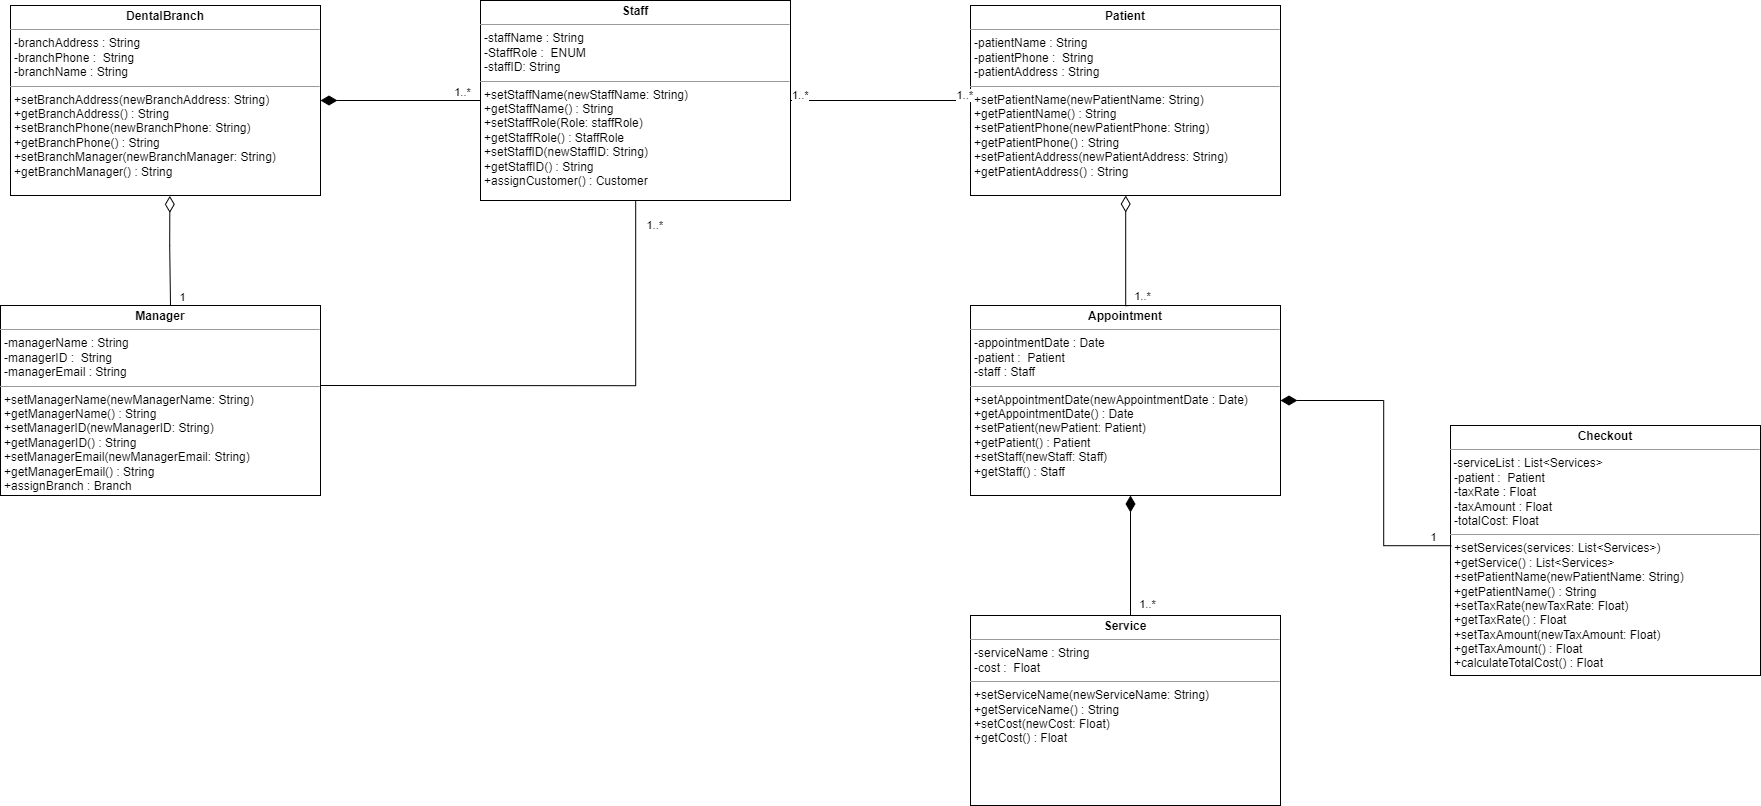 DentalBranch
-branchAddress : String
-branchPhone :  String
-branchName : String
+setBranchAddress(newBranchAddress: String)
+getBranchAddress() : String
+setBranchPhone(newBranchPhone: String)
+getBranchPhone() : String
+setBranchManager(newBranchManager: String)
+getBranchManager() : String
1..*
Staff
-staffName : String
-StaffRole :  ENUM
-staffID: String
+setStaffName(newStaffName: String)
+getStaffName() : String
+setStaffRole(Role: staffRole)
+getStaffRole() : StaffRole
+setStaffID(newStaffID: String)
+getStaffID() : String
+assignCustomer() : Customer
1..*
1..*
1..*
Patient
-patientName : String
-patientPhone :  String
-patientAddress : String
+setPatientName(newPatientName: String)
+getPatientName() : String
+setPatientPhone(newPatientPhone: String)
+getPatientPhone() : String
+setPatientAddress(newPatientAddress: String)
+getPatientAddress() : String
1
Manager
-managerName : String
-managerID :  String
-managerEmail : String
+setManagerName(newManagerName: String)
+getManagerName() : String
+setManagerID(newManagerID: String)
+getManagerID() : String
+setManagerEmail(newManagerEmail: String)
+getManagerEmail() : String
+assignBranch : Branch
1..*
Appointment
-appointmentDate : Date
-patient :  Patient
-staff : Staff
+setAppointmentDate(newAppointmentDate : Date)
+getAppointmentDate() : Date
+setPatient(newPatient: Patient)
+getPatient() : Patient
+setStaff(newStaff: Staff)
+getStaff() : Staff
1
Checkout
-serviceList : List<Services>
-patient :  Patient
-taxRate : Float
-taxAmount : Float
-totalCost: Float
+setServices(services: List<Services>)
+getService() : List<Services>
+setPatientName(newPatientName: String)
+getPatientName() : String
+setTaxRate(newTaxRate: Float)
+getTaxRate() : Float
+setTaxAmount(newTaxAmount: Float)
+getTaxAmount() : Float
+calculateTotalCost() : Float
1..*
Service
-serviceName : String
-cost :  Float
+setServiceName(newServiceName: String)
+getServiceName() : String
+setCost(newCost: Float)
+getCost() : Float